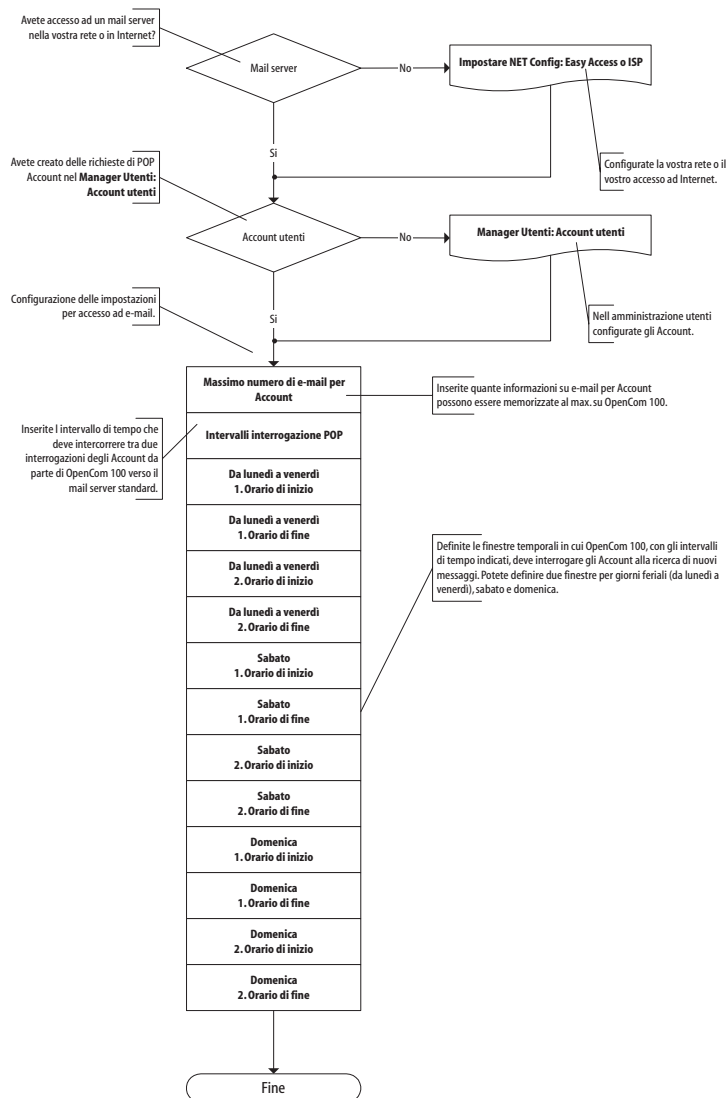 Avete accesso ad un mail server
nella vostra rete o in Internet?
Mail server
No
Impostare NET Config: Easy Access o ISP
Si
Configurate la vostra rete o il
vostro accesso ad Internet.
Avete creato delle richieste di POP
Account nel Manager Utenti:
Account utenti
Account utenti
No
Manager Utenti: Account utenti
Si
Nell amministrazione utenti
configurate gli Account.
Configurazione delle impostazioni
per accesso ad e-mail.
Massimo numero di e-mail per
Account
Inserite quante informazioni su e-mail per Account
possono essere memorizzate al max. su OpenCom 100.
Inserite l intervallo di tempo che
deve intercorrere tra due
interrogazioni degli Account da
parte di OpenCom 100 verso il
mail server standard.
Intervalli interrogazione POP
Da lunedì a venerdì
1. Orario di inizio
Da lunedì a venerdì
1. Orario di fine
Da lunedì a venerdì
2. Orario di inizio
Da lunedì a venerdì
2. Orario di fine
Definite le finestre temporali in cui OpenCom 100, con gli intervalli
di tempo indicati, deve interrogare gli Account alla ricerca di nuovi
messaggi. Potete definire due finestre per giorni feriali (da lunedì a
venerdì), sabato e domenica.
Sabato
1. Orario di inizio
Sabato
1. Orario di fine
Sabato
2. Orario di inizio
Sabato
2. Orario di fine
Domenica
1. Orario di inizio
Domenica
1. Orario di fine
Domenica
2. Orario di inizio
Domenica
2. Orario di fine
Fine